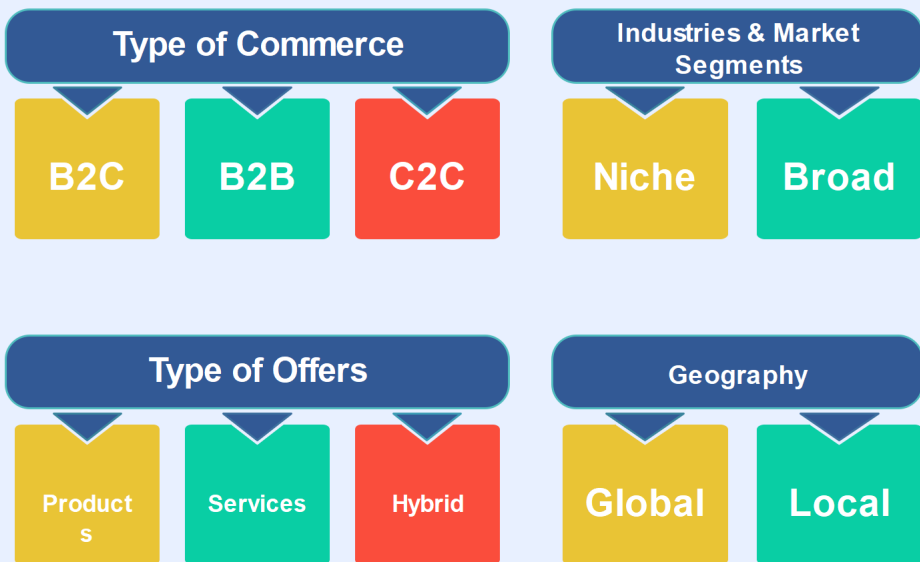 Type of Commerce
B2C
B2B
C2C
Industries & Market
Segments
Niche
Broad
Type of Offers
Product
s
Services
Hybrid
Geography
Global
Local